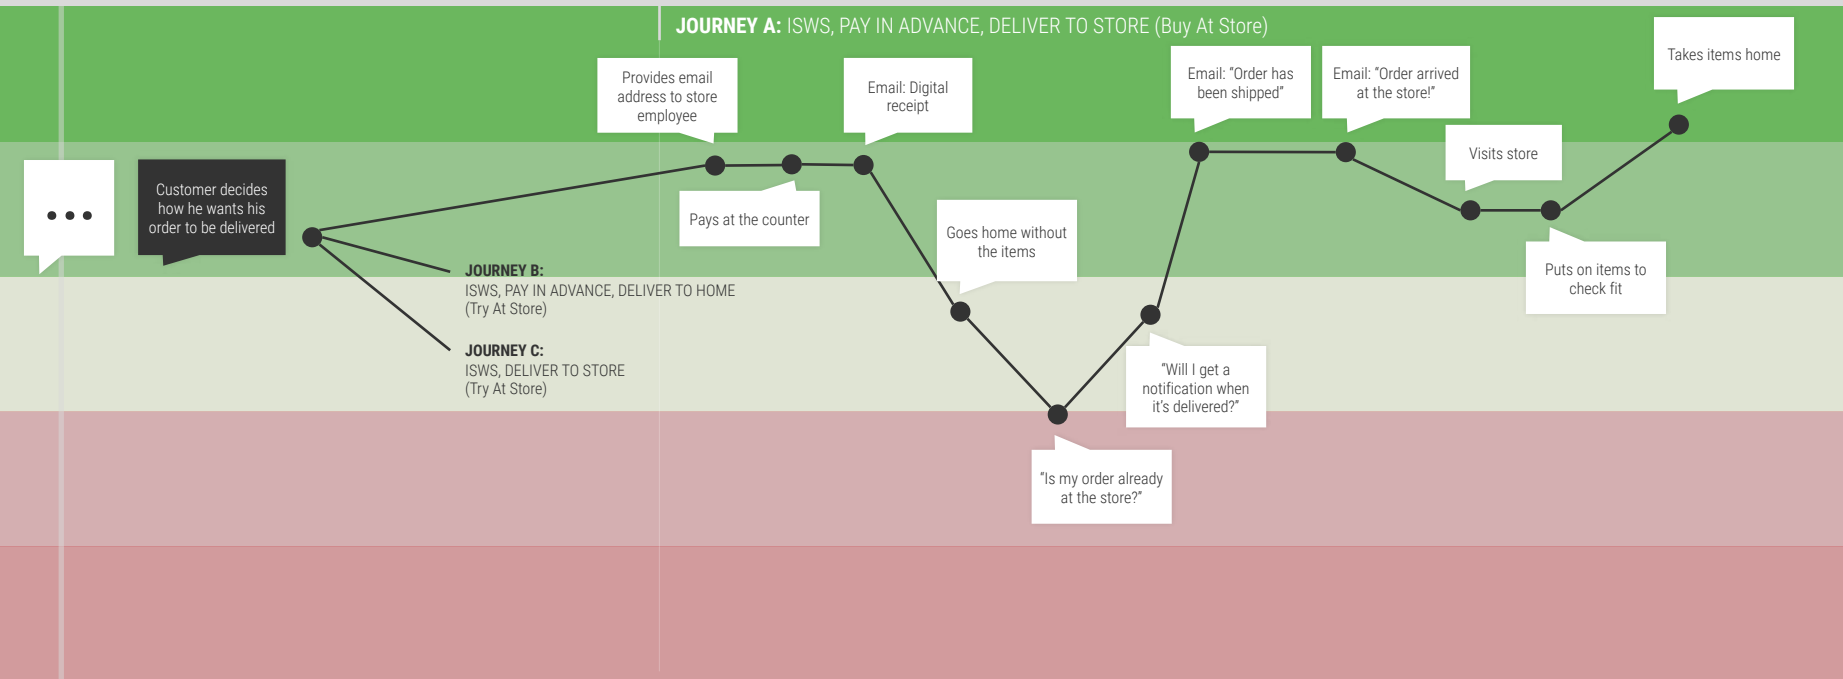 JOURNEY A: ISWS, PAY IN ADVANCE, DELIVER TO STORE (Buy At Store)
...
Customer decides
how he wants his
order to be delivered
JOURNEY B:
ISWS, PAY IN ADVANCE, DELIVER TO HOME
(Try At Store)
JOURNEY C:
ISWS, DELIVER TO STORE
(Try At Store)
Provides email
address to store
employee
Pays at the counter
Email: Digital
receipt
Goes home without
the items
"Is my order already
at the store?"
"Will I get a
notification when
it's delivered?"
Email: "Order has
been shipped"
Email: "Order arrived
at the store!"
Visits store
Puts on items to
check fit
Takes items home